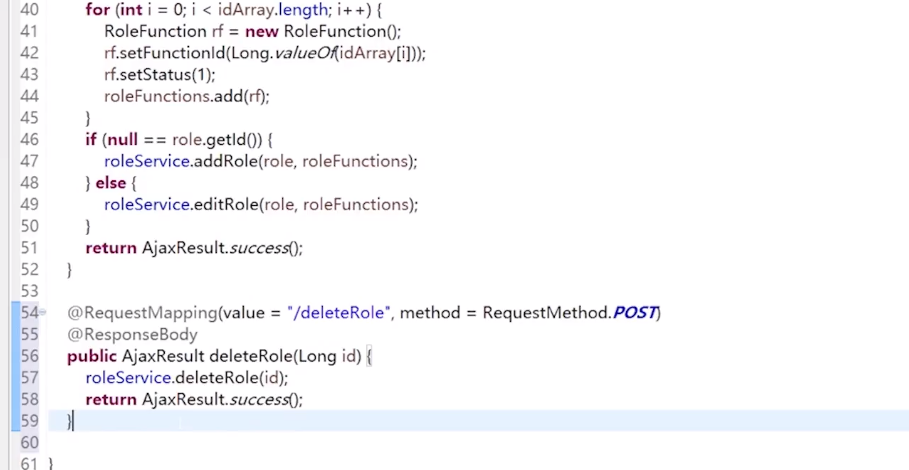 40 for (int i = 0; i < idArray.length; i++) {
41 RoleFunction rf = new RoleFunction();
42 rf.setFunctionId(Long.valueOf(idArray[i]));
43 rf.setStatus(1);
44 roleFunctions.add(rf);
45 }
46 if (null == role.getId()) {
47 roleService.addRole(role, roleFunctions);
48 } else {
49 roleService.editRole(role, roleFunctions);
50 }
51 return AjaxResult.success();
52 }
53
54 @RequestMapping(value = "/deleteRole", method = RequestMethod.POST)
55 @ResponseBody
56 public AjaxResult deleteRole(Long id) {
57 roleService.deleteRole(id);
58 return AjaxResult.success();
59 }
60
61 }